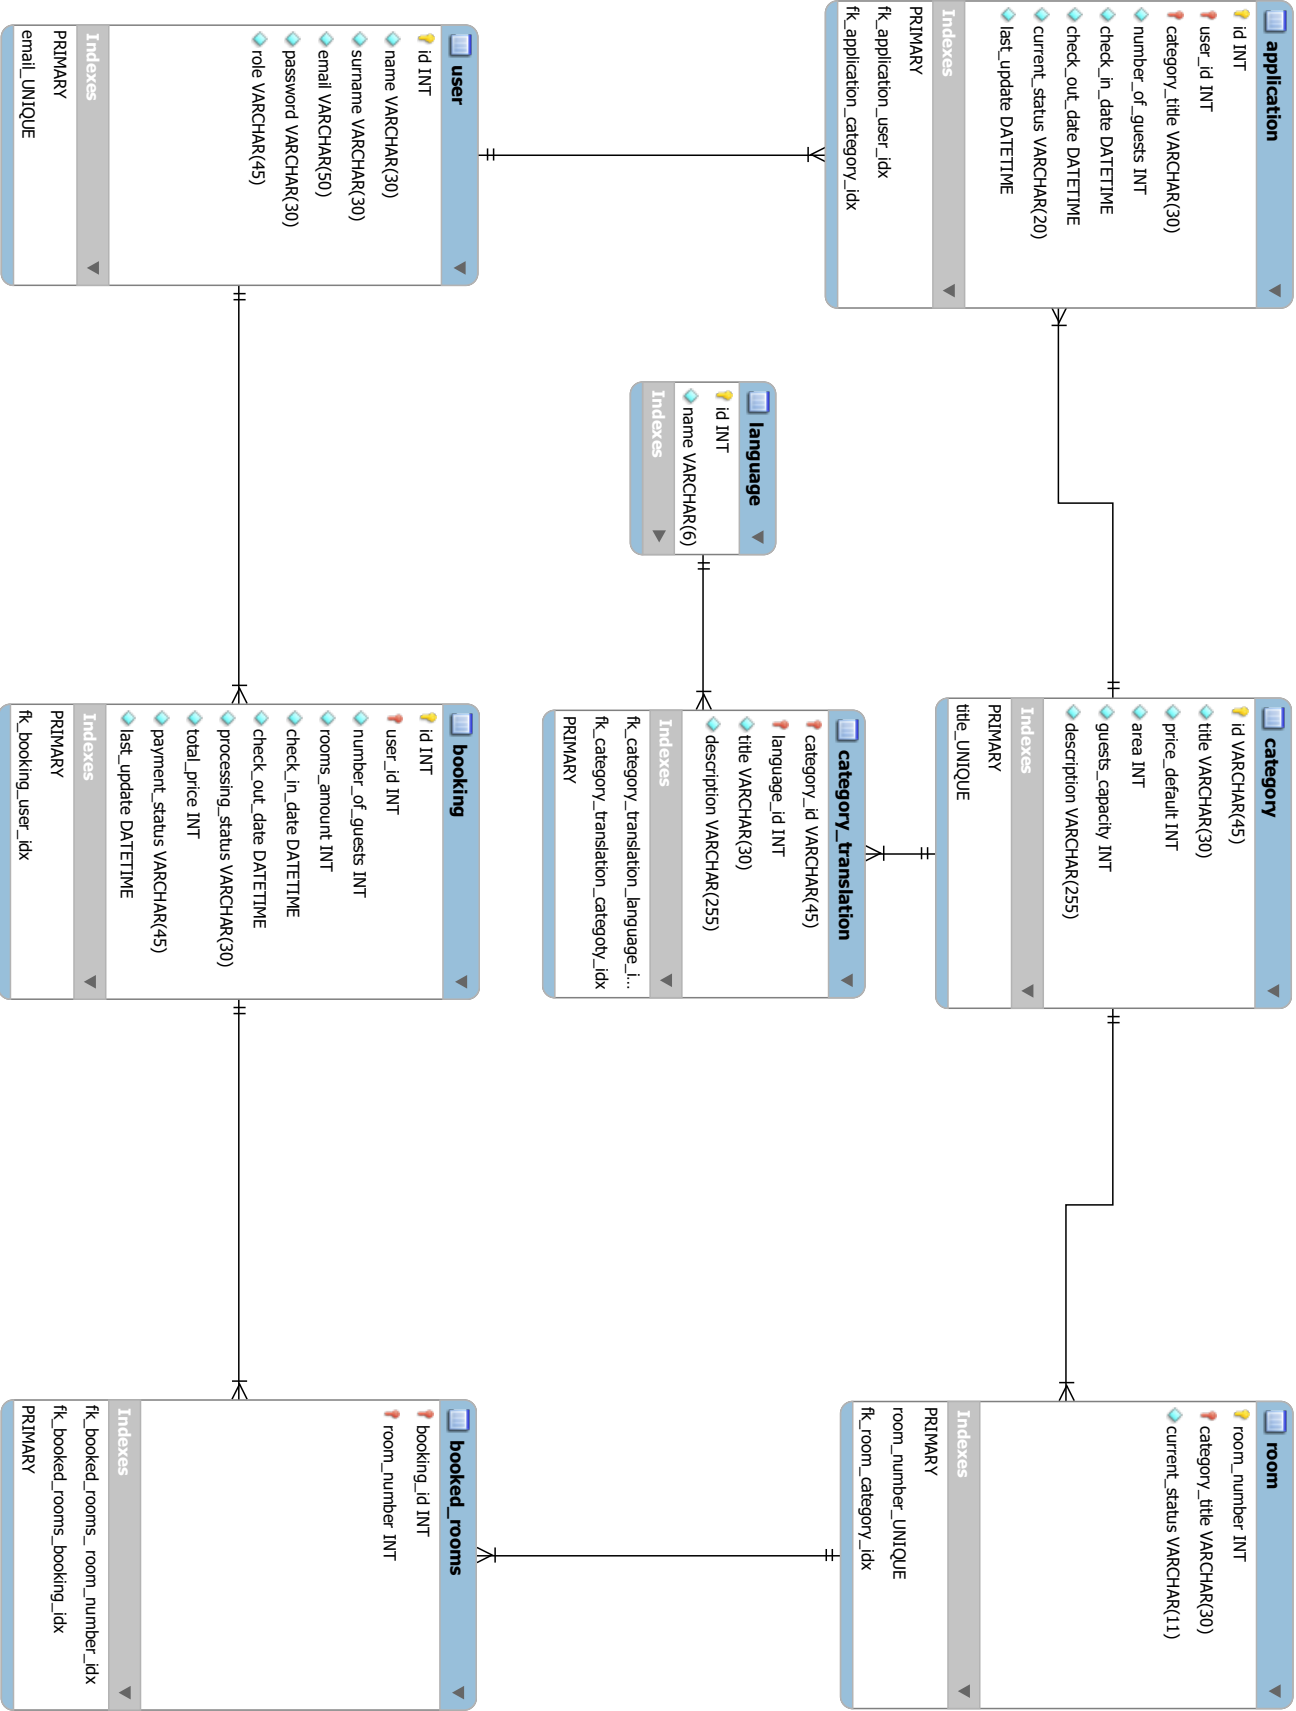 application
id INT
user_id INT
category_title VARCHAR(30)
number_of_guests INT
check_in_date DATETIME
check_out_date DATETIME
current_status VARCHAR(20)
last_update DATETIME
Indexes
PRIMARY
fk_application_user_idx
fk_application_category_idx
category
id VARCHAR(45)
title VARCHAR(30)
price_default INT
area INT
guests_capacity INT
description VARCHAR(255)
Indexes
PRIMARY
title_UNIQUE
room
room_number INT
category_title VARCHAR(30)
current_status VARCHAR(11)
Indexes
PRIMARY
room_number_UNIQUE
fk_room_category_idx
language
id INT
name VARCHAR(6)
Indexes
category_translation
category_id VARCHAR(45)
language_id INT
title VARCHAR(30)
description VARCHAR(255)
Indexes
fk_category_translation_language_i...
fk_category_translation_categoty_idx
PRIMARY
user
id INT
name VARCHAR(30)
surname VARCHAR(30)
email VARCHAR(50)
password VARCHAR(30)
role VARCHAR(45)
Indexes
PRIMARY
email_UNIQUE
booking
id INT
user_id INT
number_of_guests INT
rooms_amount INT
check_in_date DATETIME
check_out_date DATETIME
processing_status VARCHAR(30)
total_price INT
payment_status VARCHAR(45)
last_update DATETIME
Indexes
PRIMARY
fk_booking_user_idx
booked_rooms
booking_id INT
room_number INT
Indexes
fk_booked_rooms_ room_number_idx
fk_booked_rooms_booking_idx
PRIMARY